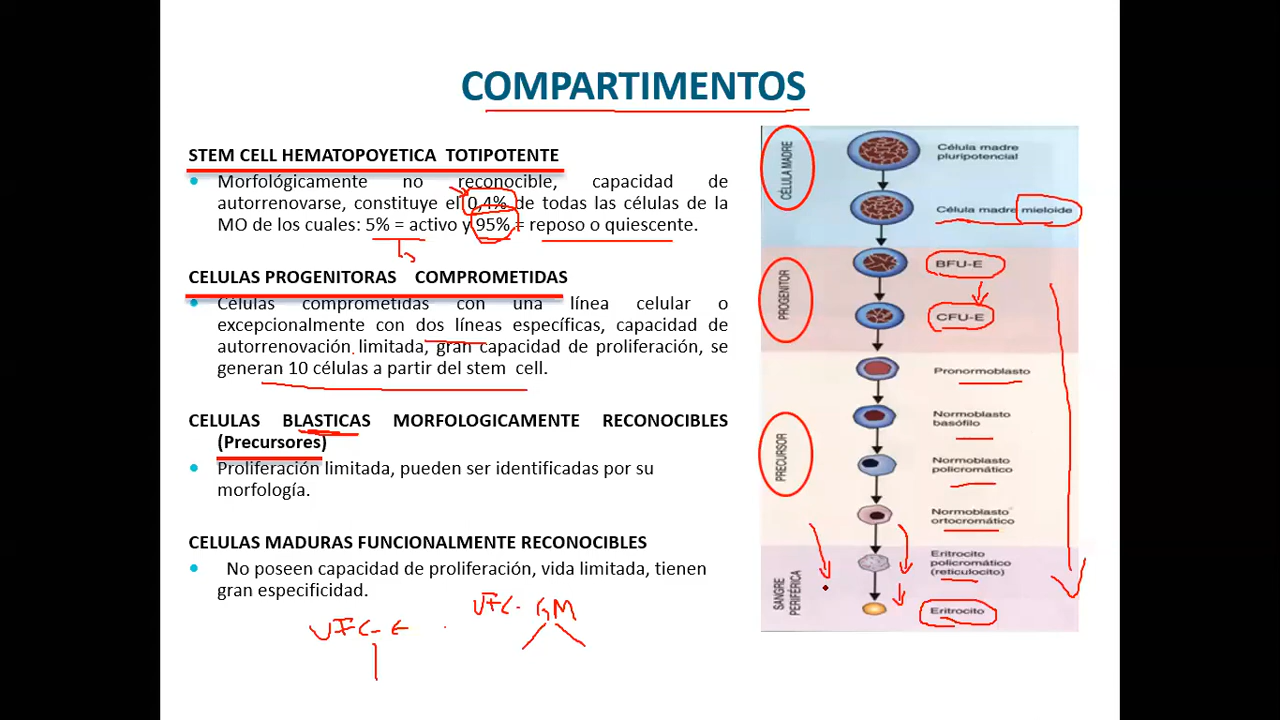 COMPARTIMENTOS
STEM CELL HEMATOPOYETICA TOTIPOTENTE
• Morfológicamente no reconocible, capacidad de
autorrenovarse, constituye el 0,4% de todas las células de la
MO de los cuales: 5% = activo y 95% = reposo o quiescente.
CELULAS PROGENITORAS COMPROMETIDAS
• Células comprometidas con una línea celular o
excepcionalmente con dos líneas específicas, capacidad de
autorrenovación limitada, gran capacidad de proliferación, se
generan 10 células a partir del stem cell.
CELULAS BLASTICAS MORFOLOGICAMENTE RECONOCIBLES
(Precursores)
• Proliferación limitada, pueden ser identificadas por su
morfología.
CELULAS MADURAS FUNCIONALMENTE RECONOCIBLES
• No poseen capacidad de proliferación, vida limitada, tienen
gran especificidad.
UFC- E
UFC- GM
CÉLULA MADRE
Célula madre
pluripotencial
Célula madre mieloide
PROGENITOR
BFU-E
CFU-E
PRECURSOR
Pronormoblasto
Normoblasto
basófilo
Normoblasto
policromático
Normoblasto
ortocromático
SANGRE
PERIFÉRICA
Eritrocito
policromático
(reticulocito)
Eritrocito